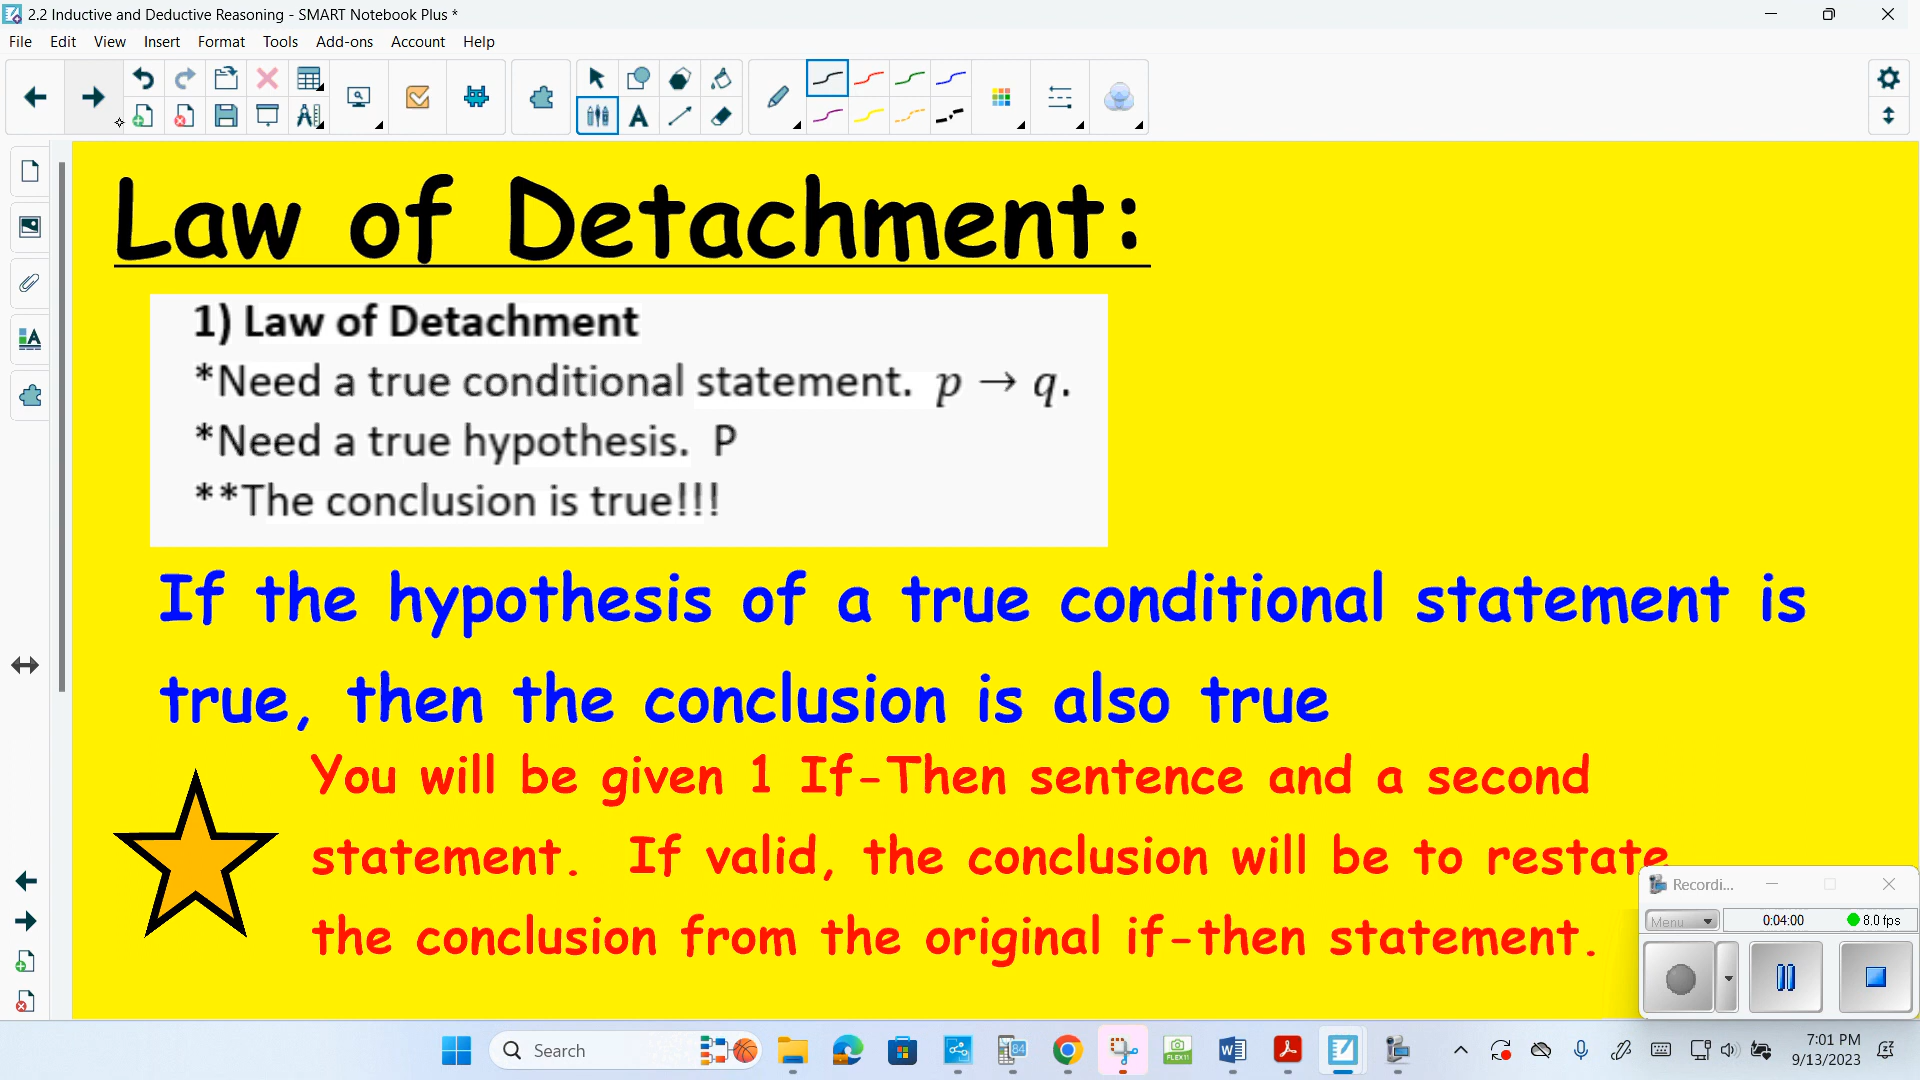 2.2 Inductive and Deductive Reasoning - SMART Notebook Plus *
File Edit View Insert Format Tools Add-ons Account Help
Law of Detachment:
1) Law of Detachment
*Need a true conditional statement. p → q.
*Need a true hypothesis. P
**The conclusion is true!!!
If the hypothesis of a true conditional statement is
true, then the conclusion is also true
You will be given 1 If-Then sentence and a second
statement. If valid, the conclusion will be to restate
the conclusion from the original if-then statement.
Recordi...
Menu 0:04:00 8.0 fps
Search
84
FLEX11
7:01 PM
9/13/2023